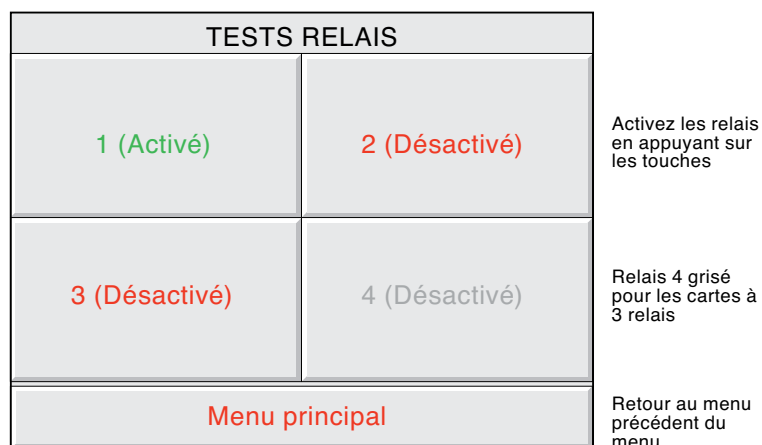 TESTS RELAIS
1 (Activé)
2 (Désactivé)
Activez les relais
en appuyant sur
les touches
3 (Désactivé)
4 (Désactivé)
Relais 4 grisé
pour les cartes à
3 relais
Menu principal
Retour au menu
précédent du
menu